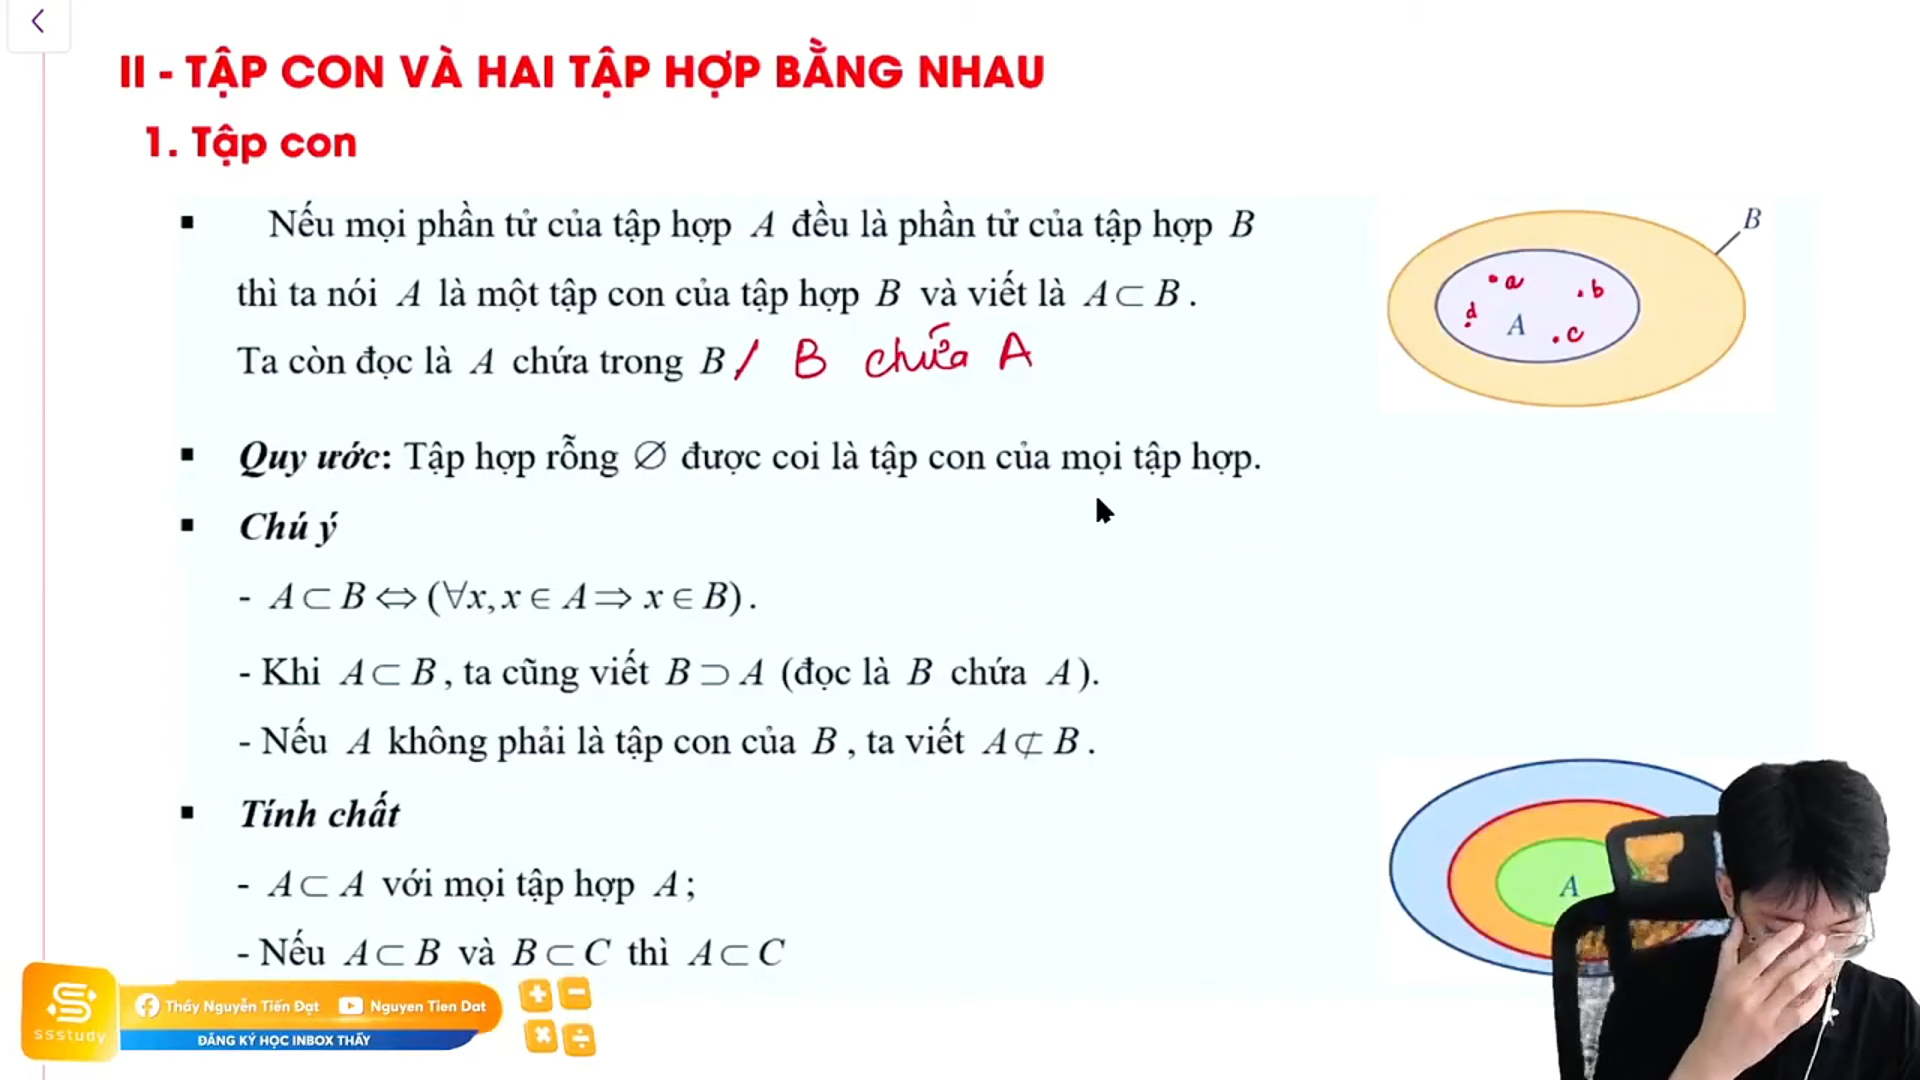 II - TẬP CON VÀ HAI TẬP HỢP BẰNG NHAU
1. Tập con
▪ Nếu mọi phần tử của tập hợp A đều là phần tử của tập hợp B
thì ta nói A là một tập con của tập hợp B và viết là A ⊂ B.
Ta còn đọc là A chứa trong B / B chứa A
B
a
b
d
A
c
▪ Quy ước: Tập hợp rỗng ∅ được coi là tập con của mọi tập hợp.
▪ Chú ý
- A ⊂ B ⇔ (∀x, x ∈ A ⇒ x ∈ B).
- Khi A ⊂ B, ta cũng viết B ⊃ A (đọc là B chứa A).
- Nếu A không phải là tập con của B, ta viết A ⊄ B.
▪ Tính chất
- A ⊂ A với mọi tập hợp A;
- Nếu A ⊂ B và B ⊂ C thì A ⊂ C
A
ssstudy
Thầy Nguyễn Tiến Đạt Nguyen Tien Dat
ĐĂNG KÝ HỌC INBOX THẦY